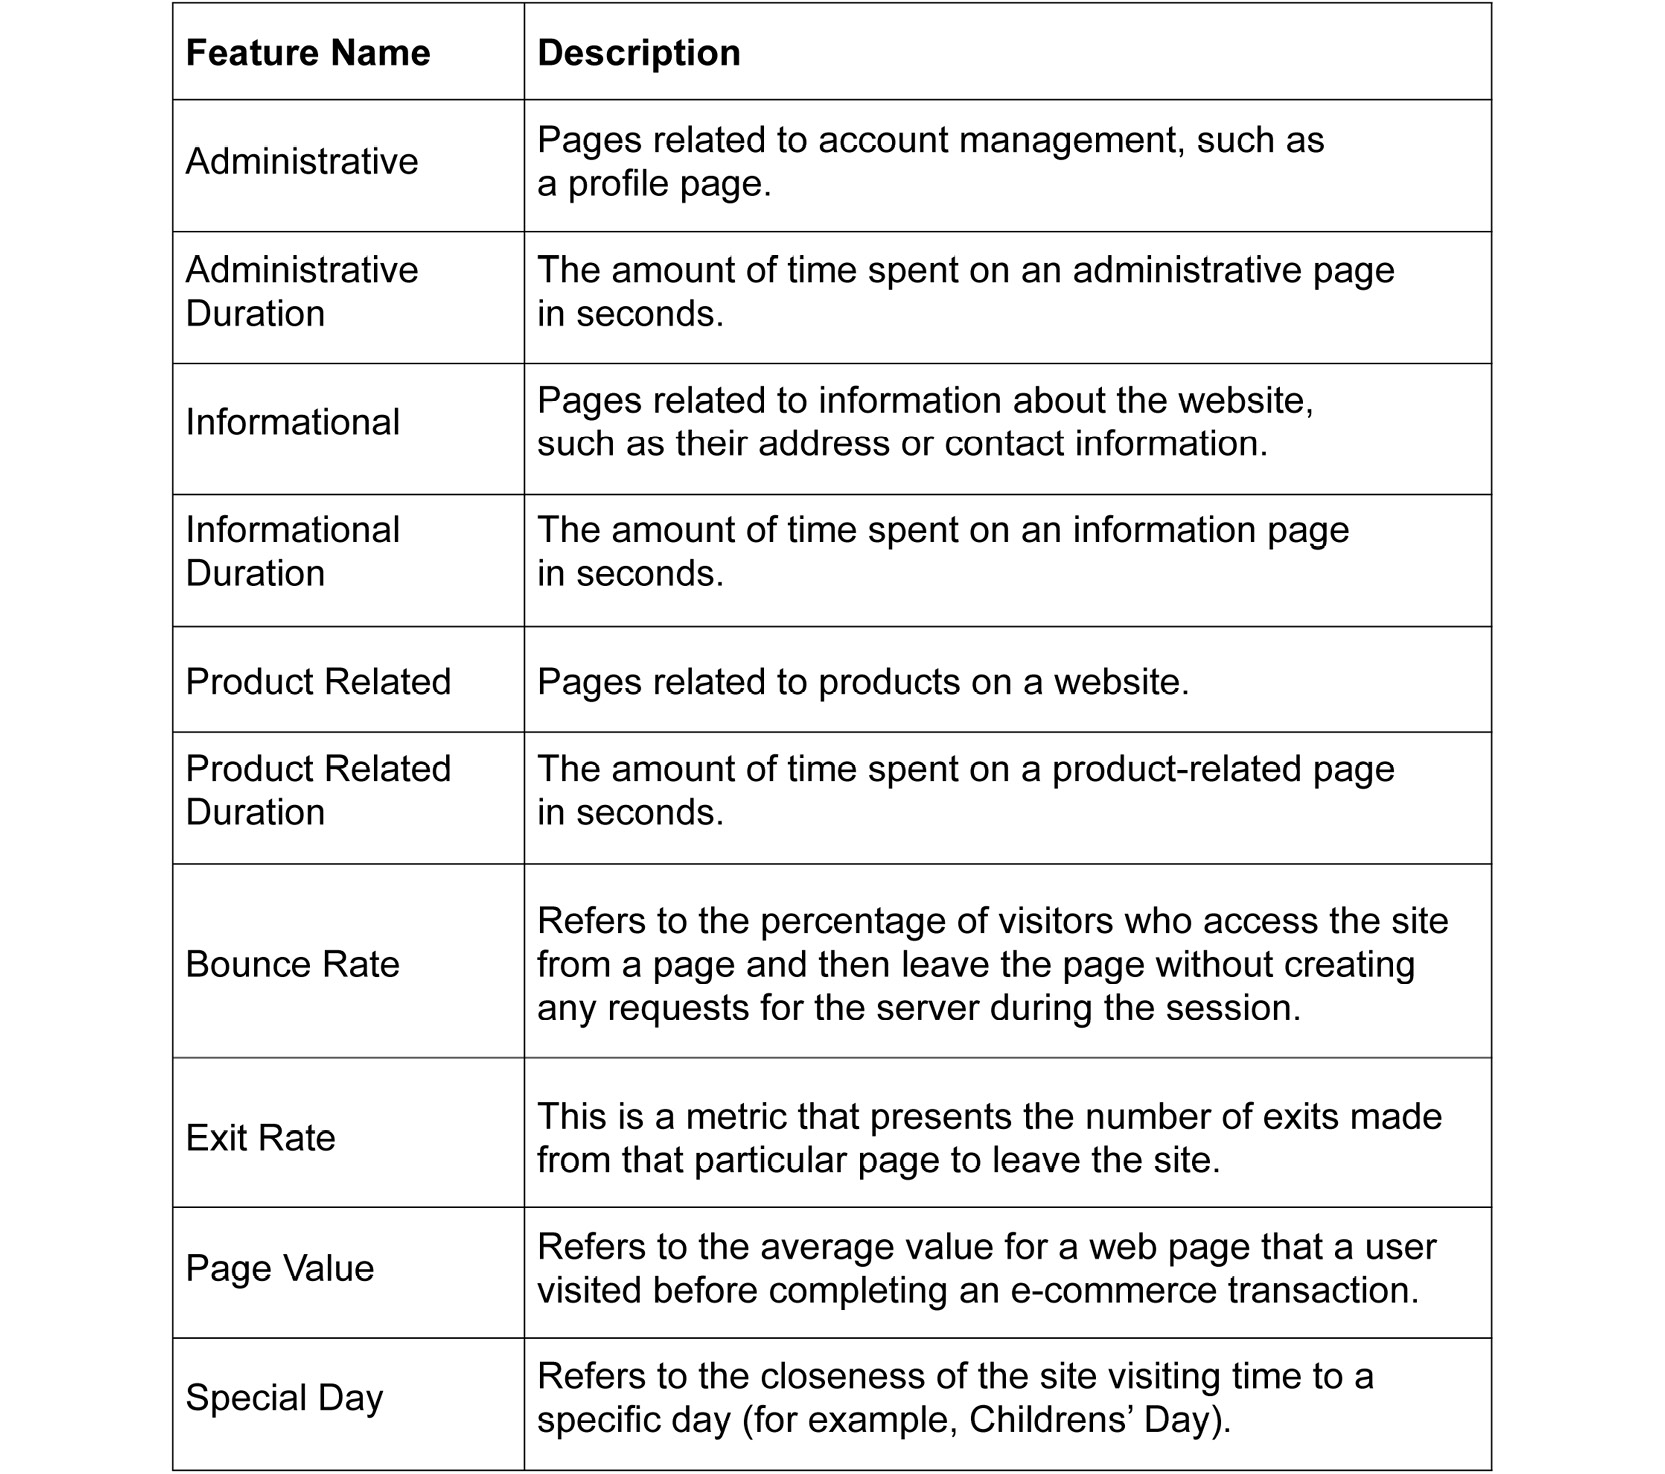 Feature Name
Description
Administrative
Pages related to account management, such as
a profile page.
Administrative
Duration
The amount of time spent on an administrative page
in seconds.
Informational
Pages related to information about the website,
such as their address or contact information.
Informational
Duration
The amount of time spent on an information page
in seconds.
Product Related
Pages related to products on a website.
Product Related
Duration
The amount of time spent on a product-related page
in seconds.
Bounce Rate
Refers to the percentage of visitors who access the site
from a page and then leave the page without creating
any requests for the server during the session.
Exit Rate
This is a metric that presents the number of exits made
from that particular page to leave the site.
Page Value
Refers to the average value for a web page that a user
visited before completing an e-commerce transaction.
Special Day
Refers to the closeness of the site visiting time to a
specific day (for example, Childrens’ Day).